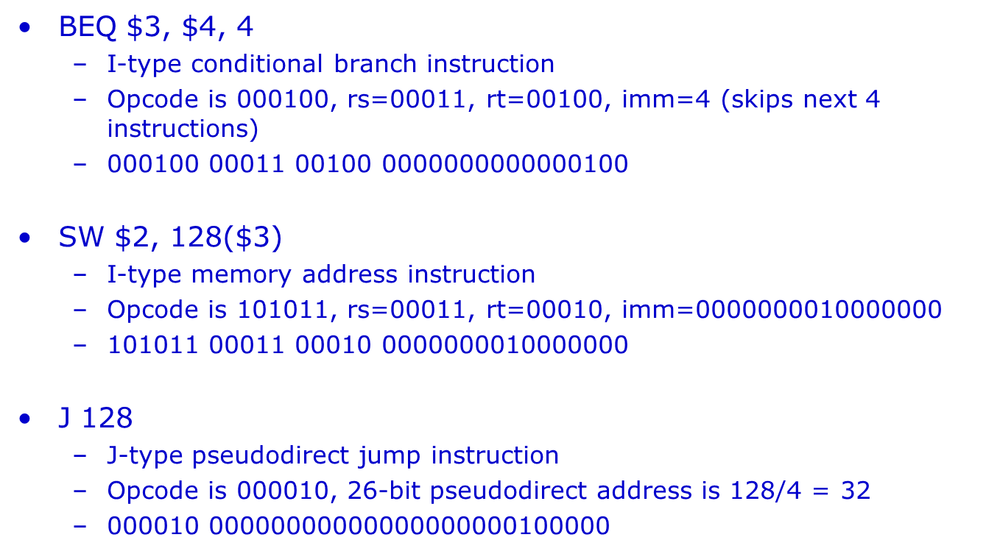 • BEQ $3, $4, 4
– I-type conditional branch instruction
– Opcode is 000100, rs=00011, rt=00100, imm=4 (skips next 4
instructions)
– 000100 00011 00100 0000000000000100
• SW $2, 128($3)
– I-type memory address instruction
– Opcode is 101011, rs=00011, rt=00010, imm=0000000010000000
– 101011 00011 00010 0000000010000000
• J 128
– J-type pseudodirect jump instruction
– Opcode is 000010, 26-bit pseudodirect address is 128/4 = 32
– 000010 00000000000000000000100000